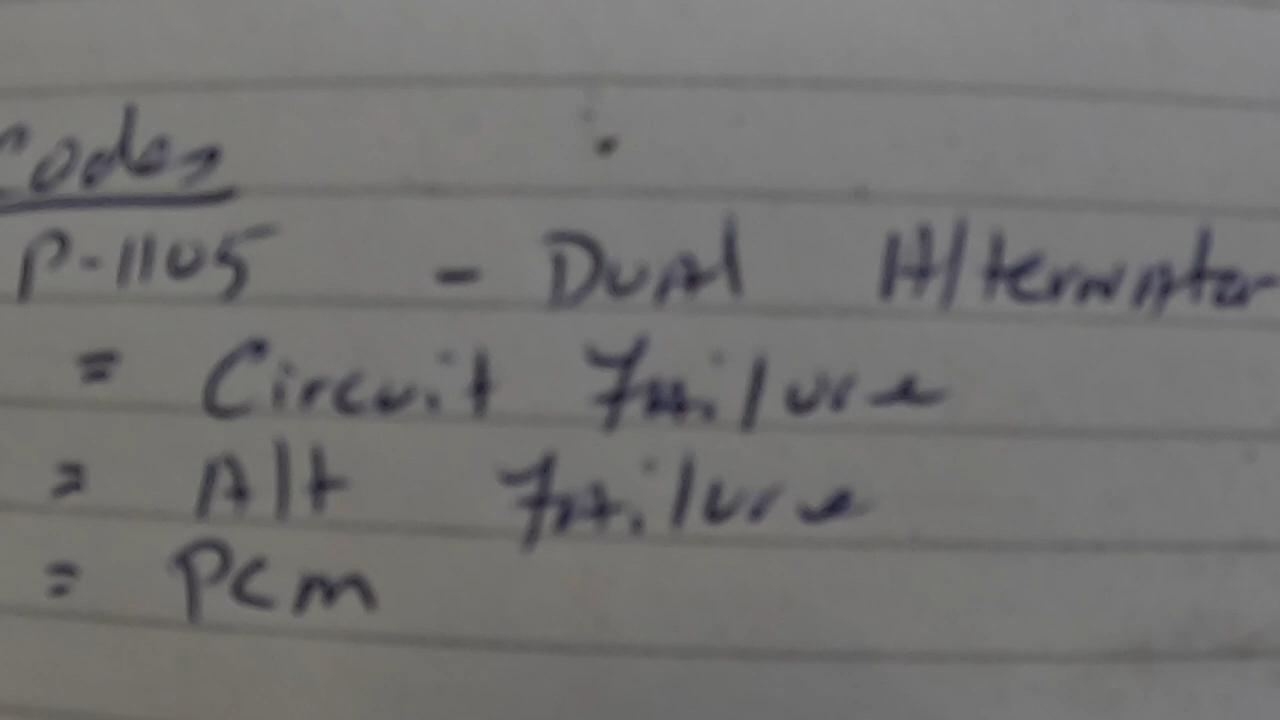 Codes
P-1105 - Dual Alternator
= Circuit Failure
= Alt Failure
= PCM